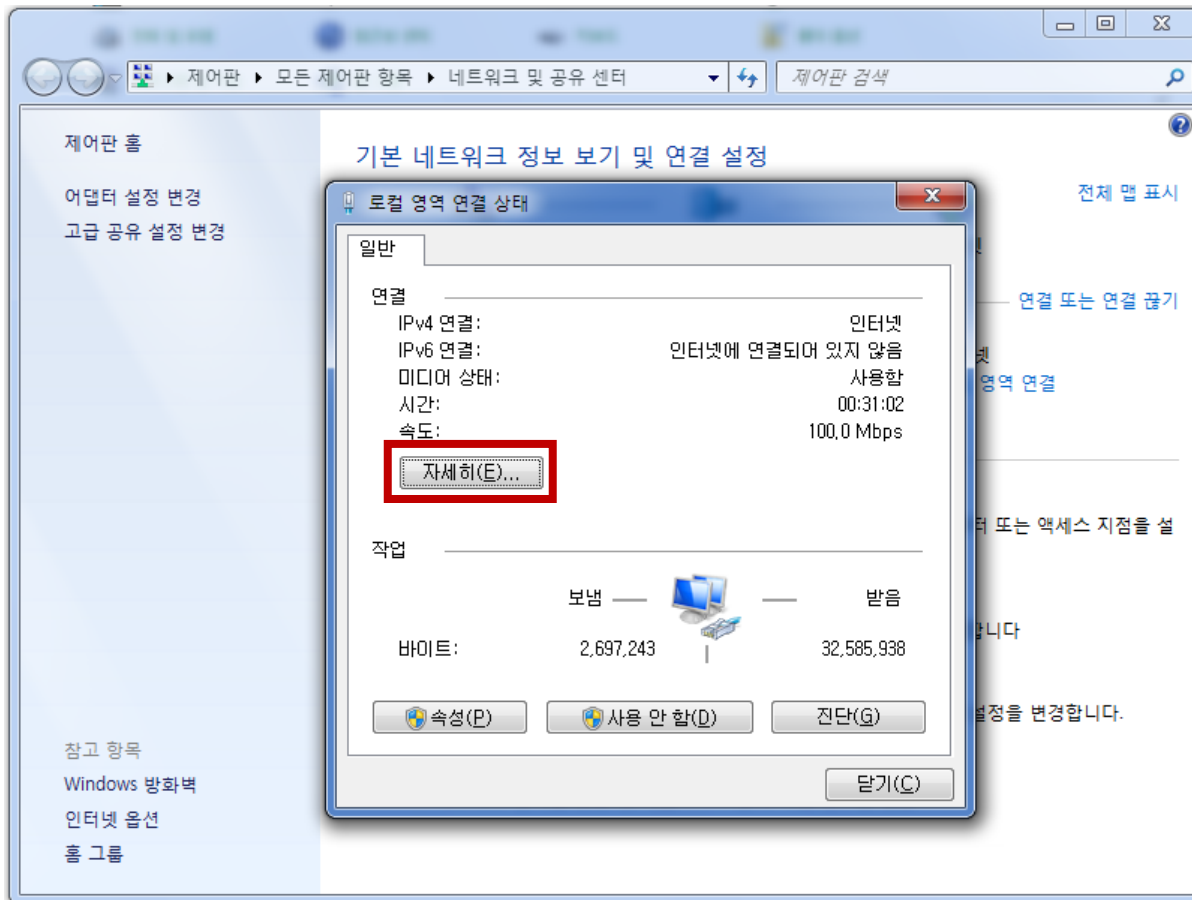 제어판 ▸ 모든 제어판 항목 ▸ 네트워크 및 공유 센터
제어판 검색
제어판 홈
어댑터 설정 변경
고급 공유 설정 변경
기본 네트워크 정보 보기 및 연결 설정
전체 맵 표시
연결 또는 연결 끊기
영역 연결
또는 액세스 지점을 설
설정을 변경합니다.
로컬 영역 연결 상태
일반
연결
IPv4 연결: 인터넷
IPv6 연결: 인터넷에 연결되어 있지 않음
미디어 상태: 사용함
시간: 00:31:02
속도: 100.0 Mbps
자세히(E)...
작업
보냄 받음
바이트: 2,697,243 32,585,938
속성(P) 사용 안 함(D) 진단(G)
닫기(C)
참고 항목
Windows 방화벽
인터넷 옵션
홈 그룹